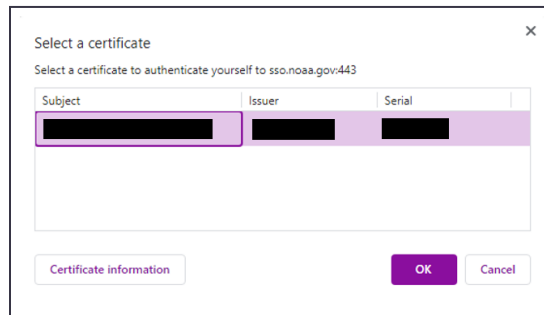 Select a certificate
Select a certificate to authenticate yourself to sso.noaa.gov:443
Subject Issuer Serial
Certificate information OK Cancel